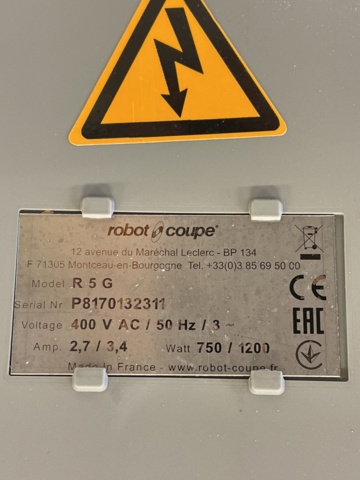 robot coupe®
12 avenue du Maréchal Leclerc - BP 134
F 71305 Montceau-en-Bourgogne Tel. +33(0)3 85 69 50 00
Model R 5 G
Serial Nr P8170132311
Voltage 400 V AC / 50 Hz / 3 ~
Amp. 2,7 / 3,4 Watt 750 / 1200
Made In France - www.robot-coupe.fr
CE
EAC